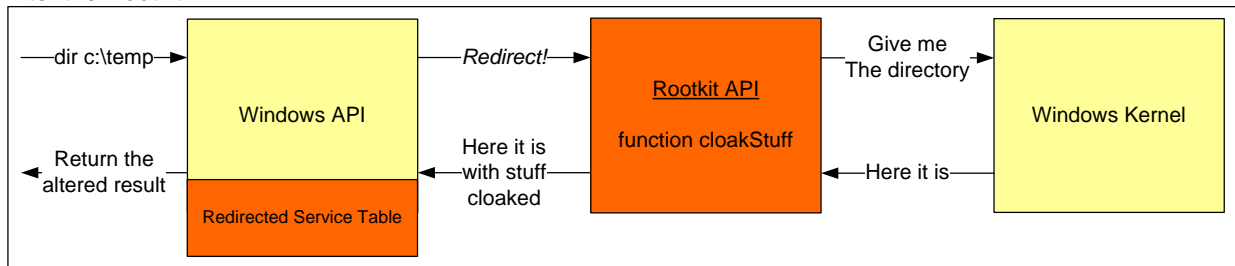 dir c:\temp
Redirect!
Give me
The directory
Windows API
Rootkit API
function cloakStuff
Windows Kernel
Return the
altered result
Here it is
with stuff
cloaked
Here it is
Redirected Service Table